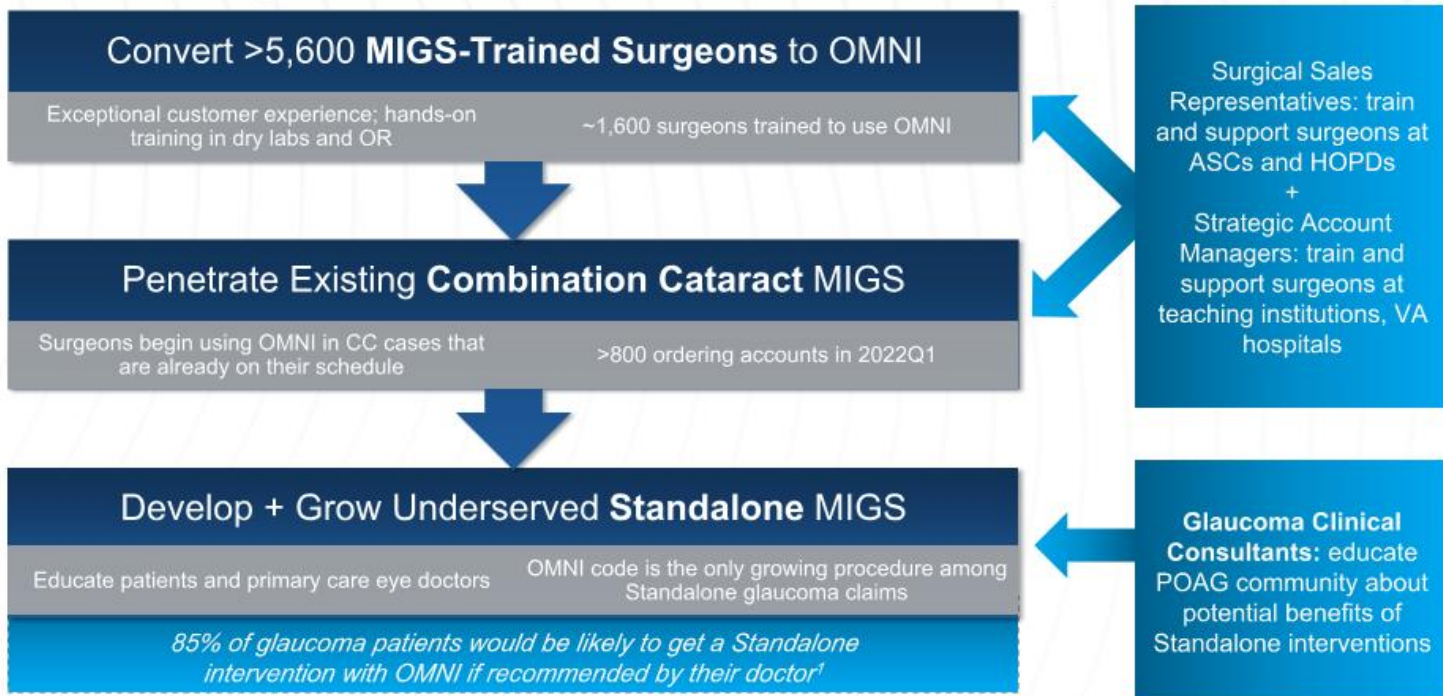 Convert >5,600 MIGS-Trained Surgeons to OMNI
Exceptional customer experience; hands-on
training in dry labs and OR
~1,600 surgeons trained to use OMNI
Penetrate Existing Combination Cataract MIGS
Surgeons begin using OMNI in CC cases that
are already on their schedule
>800 ordering accounts in 2022Q1
Develop + Grow Underserved Standalone MIGS
Educate patients and primary care eye doctors
OMNI code is the only growing procedure among
Standalone glaucoma claims
85% of glaucoma patients would be likely to get a Standalone
intervention with OMNI if recommended by their doctor¹
Surgical Sales
Representatives: train
and support surgeons at
ASCs and HOPDs
+
Strategic Account
Managers: train and
support surgeons at
teaching institutions, VA
hospitals
Glaucoma Clinical
Consultants: educate
POAG community about
potential benefits of
Standalone interventions